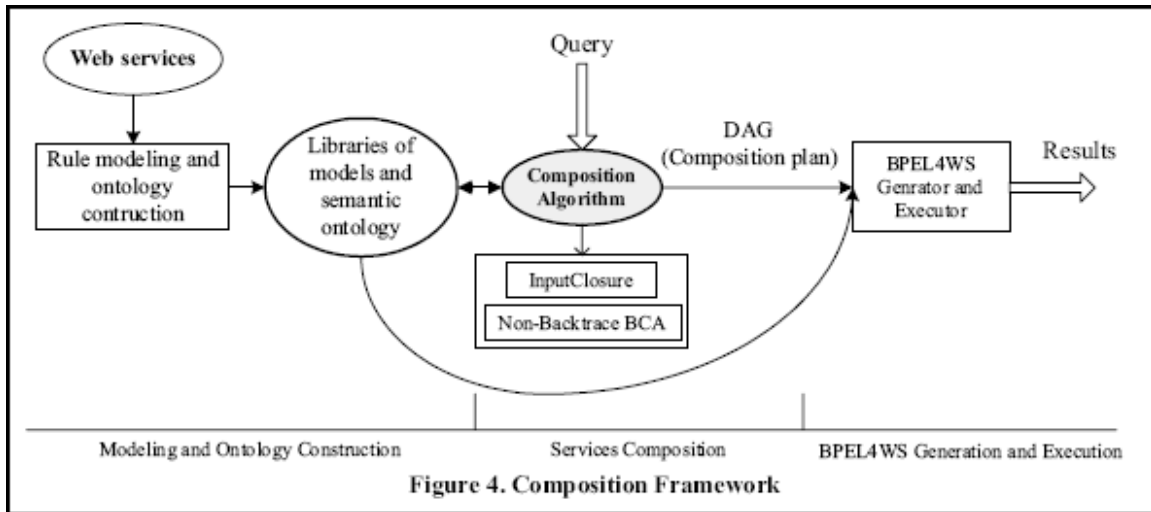 Web services
Query
Rule modeling and
ontology
contruction
Libraries of
models and
semantic
ontology
Composition
Algorithm
DAG
(Composition plan)
BPEL4WS
Genrator and
Executor
Results
InputClosure
Non-Backtrace BCA
Modeling and Ontology Construction
Services Composition
BPEL4WS Generation and Execution
Figure 4. Composition Framework